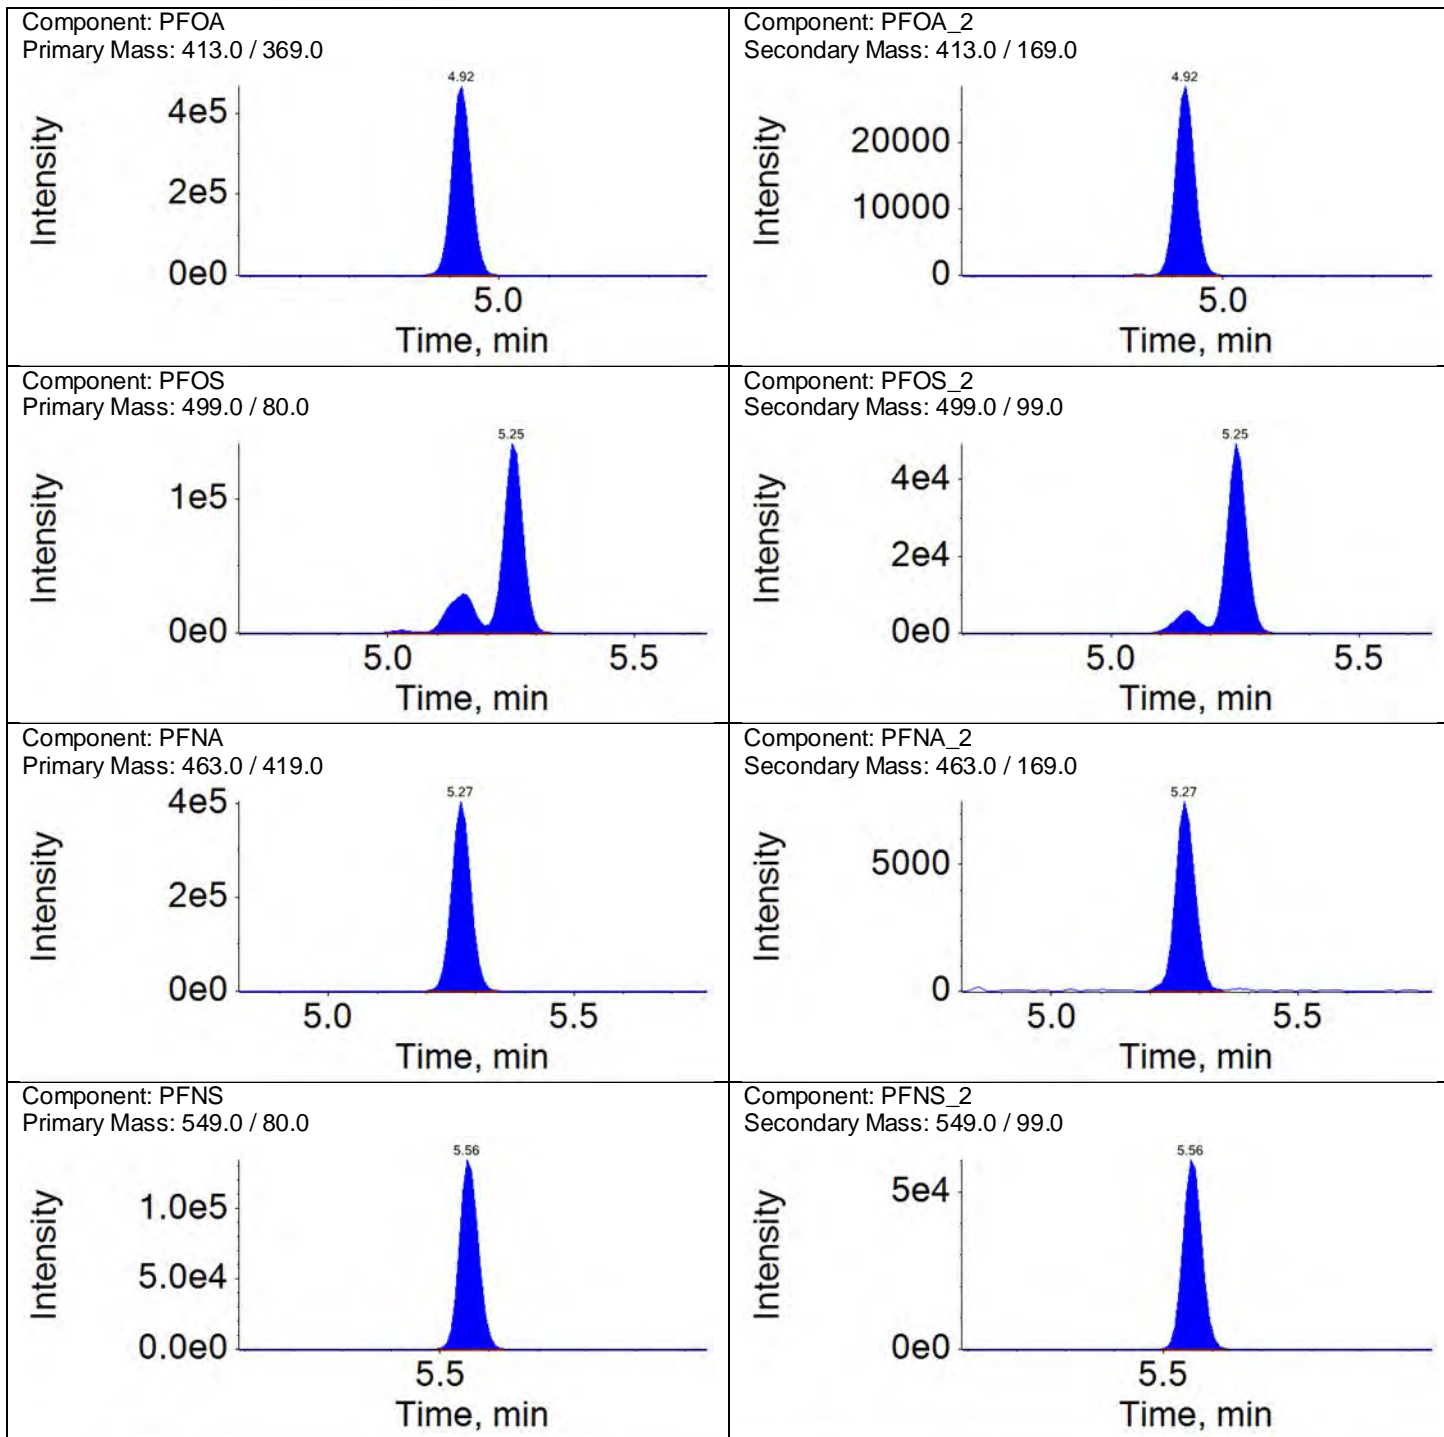 Component: PFOA
Primary Mass: 413.0 / 369.0
4.92
Intensity
4e5
2e5
0e0
5.0
Time, min
Component: PFOA_2
Secondary Mass: 413.0 / 169.0
4.92
Intensity
20000
10000
0
5.0
Time, min
Component: PFOS
Primary Mass: 499.0 / 80.0
5.25
Intensity
1e5
0e0
5.0 5.5
Time, min
Component: PFOS_2
Secondary Mass: 499.0 / 99.0
5.25
Intensity
4e4
2e4
0e0
5.0 5.5
Time, min
Component: PFNA
Primary Mass: 463.0 / 419.0
5.27
Intensity
4e5
2e5
0e0
5.0 5.5
Time, min
Component: PFNA_2
Secondary Mass: 463.0 / 169.0
5.27
Intensity
5000
0
5.0 5.5
Time, min
Component: PFNS
Primary Mass: 549.0 / 80.0
5.56
Intensity
1.0e5
5.0e4
0.0e0
5.5
Time, min
Component: PFNS_2
Secondary Mass: 549.0 / 99.0
5.56
Intensity
5e4
0e0
5.5
Time, min